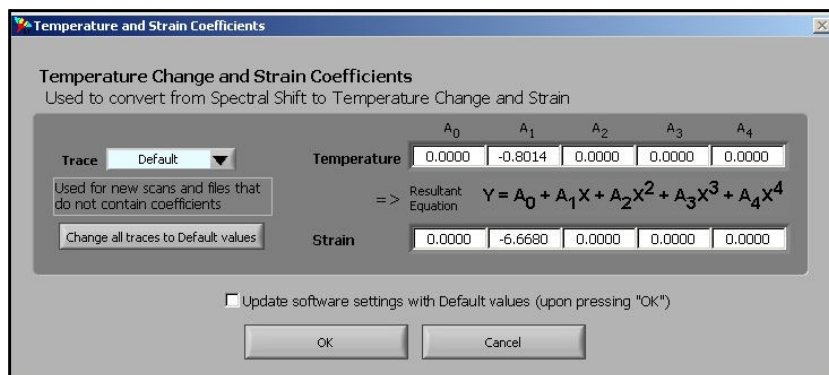 Temperature and Strain Coefficients
Temperature Change and Strain Coefficients
Used to convert from Spectral Shift to Temperature Change and Strain
A₀ A₁ A₂ A₃ A₄
Trace Default Temperature 0.0000 -0.8014 0.0000 0.0000 0.0000
Used for new scans and files that
do not contain coefficients
=> Resultant
Equation Y = A₀ + A₁X + A₂X² + A₃X³ + A₄X⁴
Change all traces to Default values Strain 0.0000 -6.6680 0.0000 0.0000 0.0000
Update software settings with Default values (upon pressing "OK")
OK Cancel